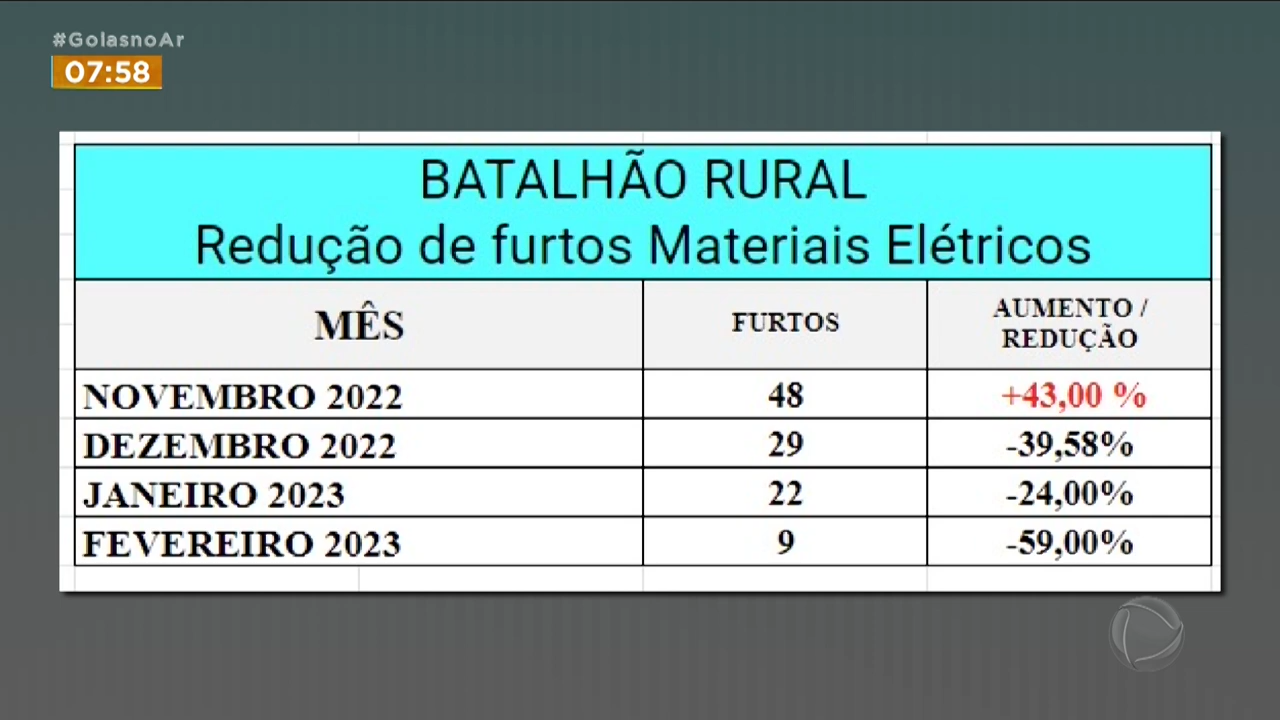 #GoiasnoAr
07:58
BATALHÃO RURAL
Redução de furtos Materiais Elétricos
MÊS FURTOS AUMENTO /
REDUÇÃO
NOVEMBRO 2022 48 +43,00 %
DEZEMBRO 2022 29 -39,58%
JANEIRO 2023 22 -24,00%
FEVEREIRO 2023 9 -59,00%